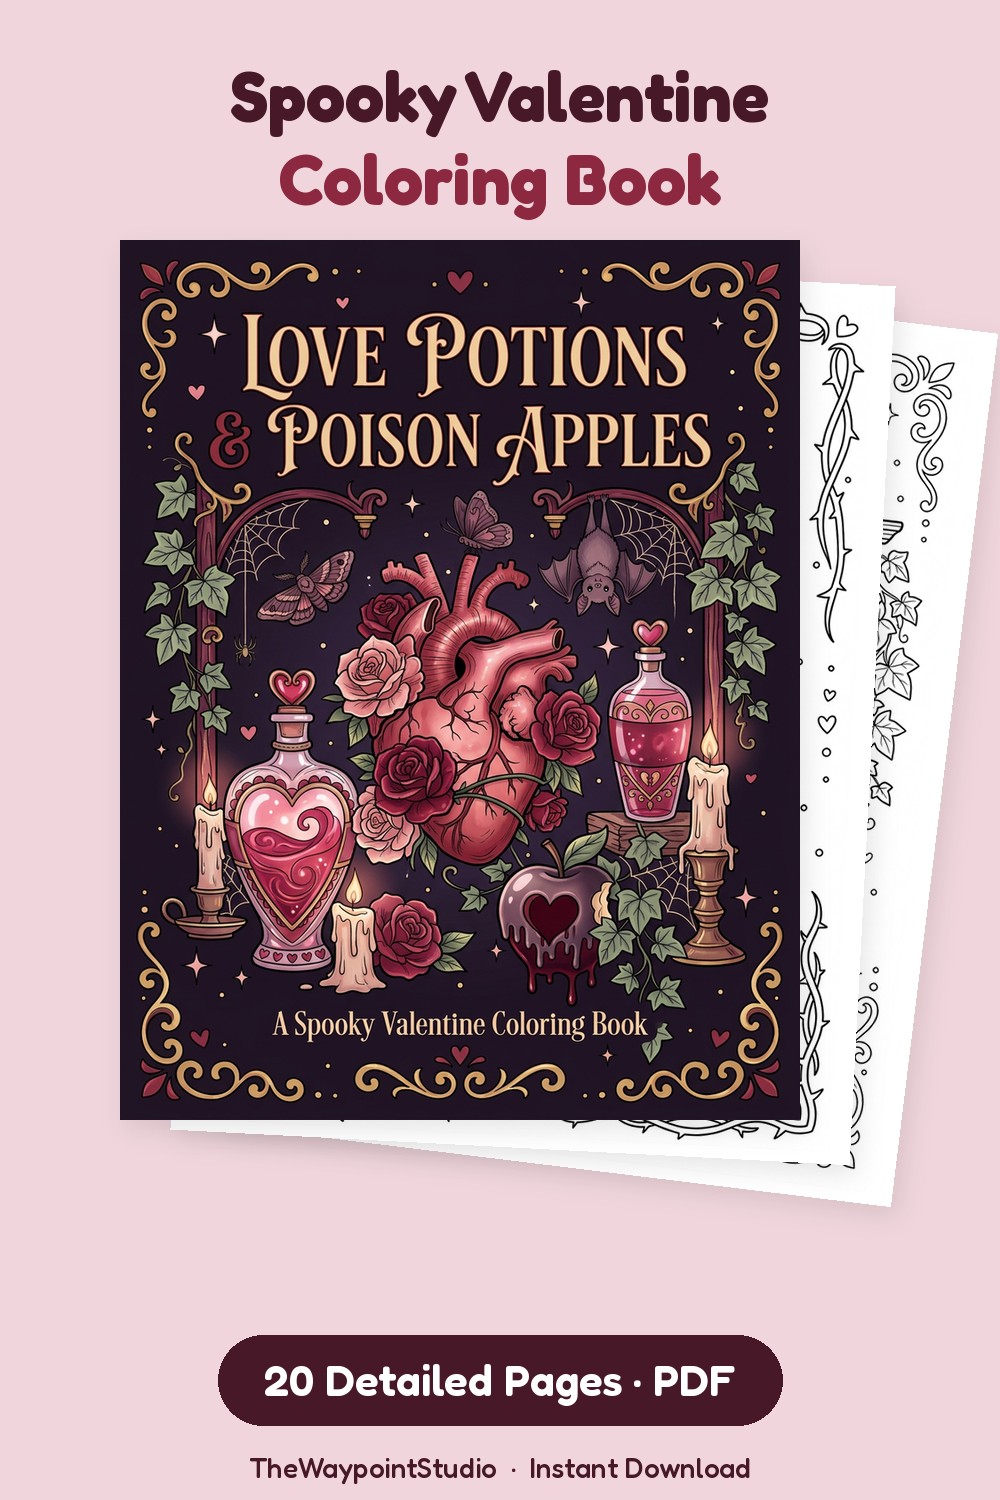 Spooky Valentine
Coloring Book
LOVE POTIONS
& POISON APPLES
A Spooky Valentine Coloring Book
20 Detailed Pages · PDF
TheWaypointStudio · Instant Download